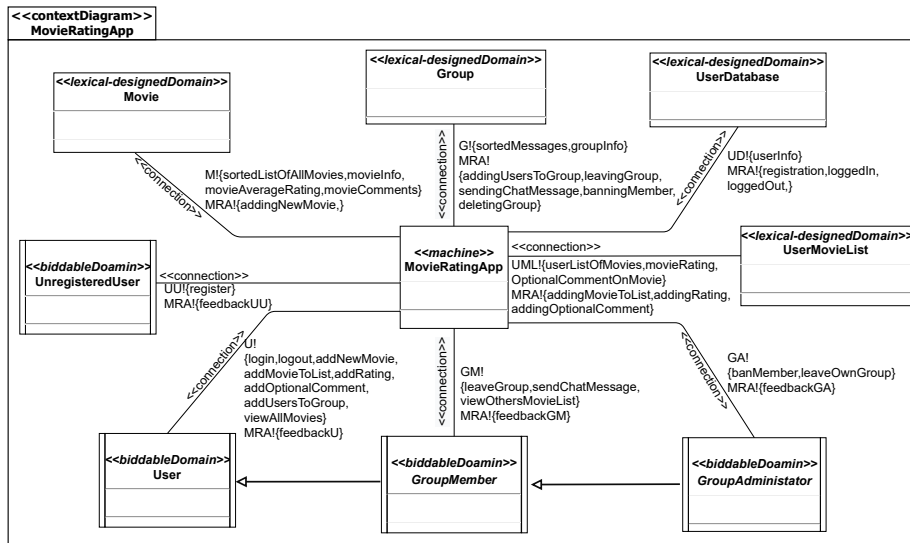 <<contextDiagram>>
MovieRatingApp
<<lexical-designedDomain>>
Movie
<<lexical-designedDomain>>
Group
<<lexical-designedDomain>>
UserDatabase
<<connection>>
M!{sortedListOfAllMovies,movieInfo,
movieAverageRating,movieComments}
MRA!{addingNewMovie,}
<<connection>>
G!{sortedMessages,groupInfo}
MRA!
{addingUsersToGroup,leavingGroup,
sendingChatMessage,banningMember,
deletingGroup}
<<connection>>
UD!{userInfo}
MRA!{registration,loggedIn,
loggedOut,}
<<biddableDoamin>>
UnregisteredUser
<<connection>>
UU!{register}
MRA!{feedbackUU}
<<machine>>
MovieRatingApp
<<connection>>
UML!{userListOfMovies,movieRating,
OptionalCommentOnMovie}
MRA!{addingMovieToList,addingRating,
addingOptionalComment}
<<lexical-designedDomain>>
UserMovieList
<<connection>>
U!
{login,logout,addNewMovie,
addMovieToList,addRating,
addOptionalComment,
addUsersToGroup,
viewAllMovies}
MRA!{feedbackU}
<<connection>>
GM!
{leaveGroup,sendChatMessage,
viewOthersMovieList}
MRA!{feedbackGM}
<<connection>>
GA!
{banMember,leaveOwnGroup}
MRA!{feedbackGA}
<<biddableDomain>>
User
<<biddableDoamin>>
GroupMember
<<biddableDoamin>>
GroupAdministator